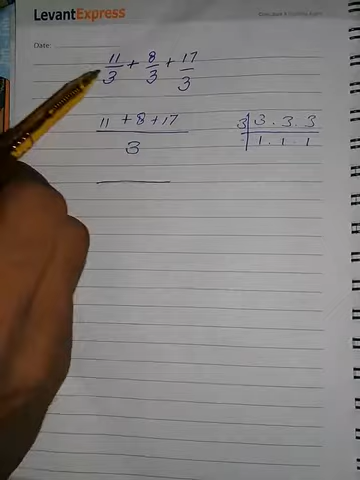 LevantExpress
Date:
11/3 + 8/3 + 17/3
11 + 8 + 17 / 3
3 | 3 . 3 . 3
1 . 1 . 1